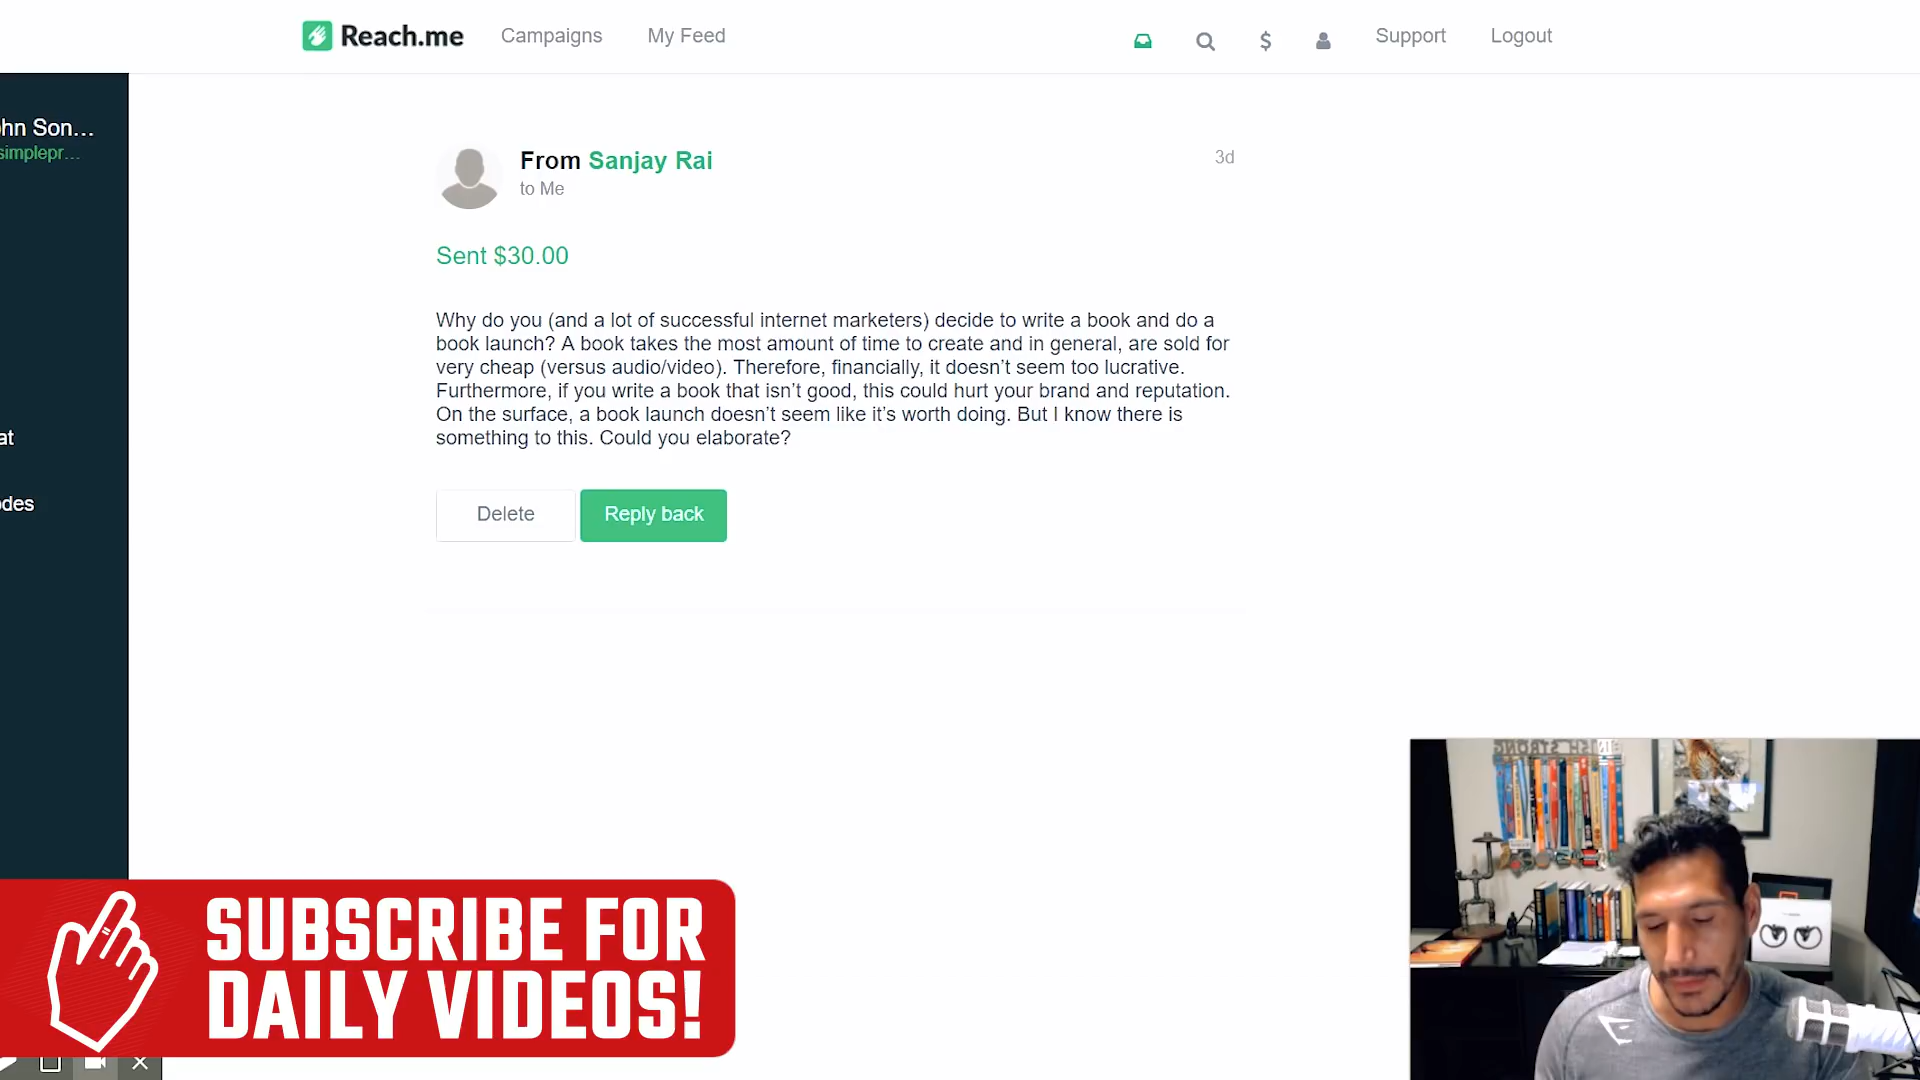 Reach.me
Campaigns
My Feed
$
Support
Logout
hn Son...
simplepr...
at
odes
From Sanjay Rai
to Me
3d
Sent $30.00
Why do you (and a lot of successful internet marketers) decide to write a book and do a
book launch? A book takes the most amount of time to create and in general, are sold for
very cheap (versus audio/video). Therefore, financially, it doesn’t seem too lucrative.
Furthermore, if you write a book that isn’t good, this could hurt your brand and reputation.
On the surface, a book launch doesn’t seem like it’s worth doing. But I know there is
something to this. Could you elaborate?
Delete
Reply back
SUBSCRIBE FOR
DAILY VIDEOS!